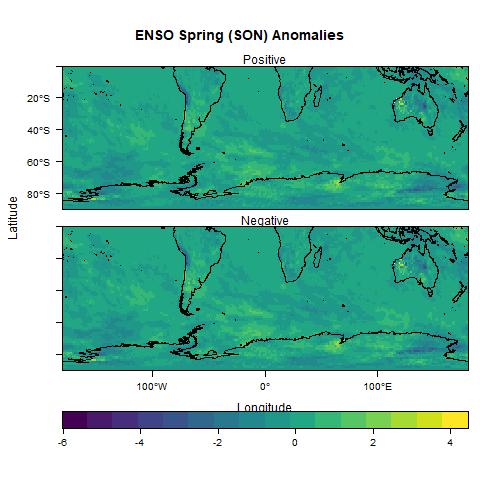 ENSO Spring (SON) Anomalies
Positive
20°S
40°S
60°S
80°S
Latitude
Negative
100°W 0° 100°E
Longitude
-6 -4 -2 0 2 4